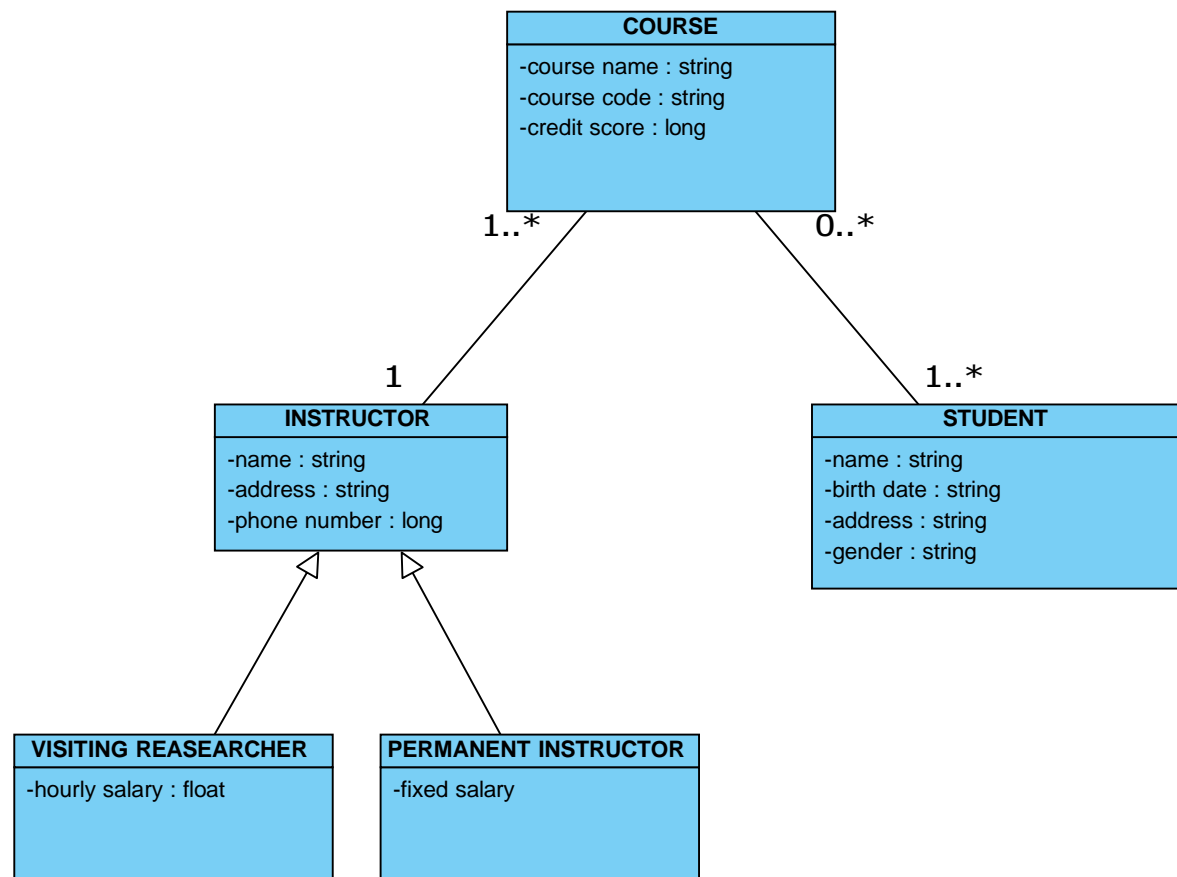 COURSE
-course name : string
-course code : string
-credit score : long
1..*
0..*
1
1..*
INSTRUCTOR
-name : string
-address : string
-phone number : long
STUDENT
-name : string
-birth date : string
-address : string
-gender : string
VISITING REASEARCHER
-hourly salary : float
PERMANENT INSTRUCTOR
-fixed salary